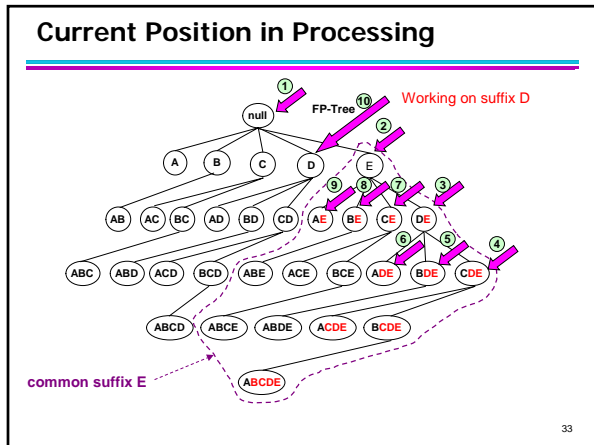 Current Position in Processing
1
FP-Tree
10
Working on suffix D
null
2
A
B
C
D
E
9
8
7
3
AB
AC
BC
AD
BD
CD
AE
BE
CE
DE
6
5
4
ABC
ABD
ACD
BCD
ABE
ACE
BCE
ADE
BDE
CDE
ABCD
ABCE
ABDE
ACDE
BCDE
common suffix E
ABCDE
33